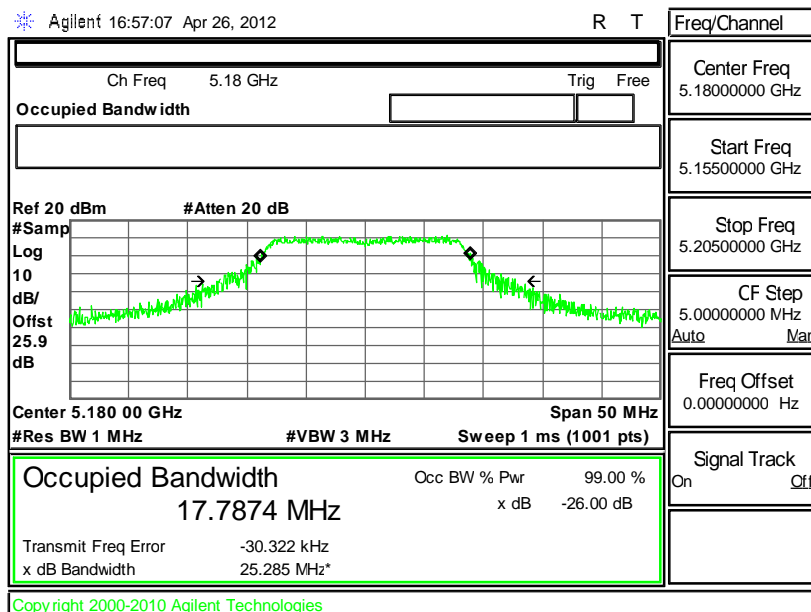 Agilent 16:57:07 Apr 26, 2012 R T
Freq/Channel
Ch Freq 5.18 GHz Trig Free
Occupied Bandwidth
Center Freq
5.18000000 GHz
Start Freq
5.15500000 GHz
Stop Freq
5.20500000 GHz
CF Step
5.00000000 MHz
Auto Man
Freq Offset
0.00000000 Hz
Signal Track
On Off
Ref 20 dBm #Atten 20 dB
#Samp
Log
10
dB/
Offst
25.9
dB
Center 5.180 00 GHz Span 50 MHz
#Res BW 1 MHz #VBW 3 MHz Sweep 1 ms (1001 pts)
Occupied Bandwidth
17.7874 MHz
Occ BW % Pwr 99.00 %
x dB -26.00 dB
Transmit Freq Error -30.322 kHz
x dB Bandwidth 25.285 MHz*
Copyright 2000-2010 Agilent Technologies